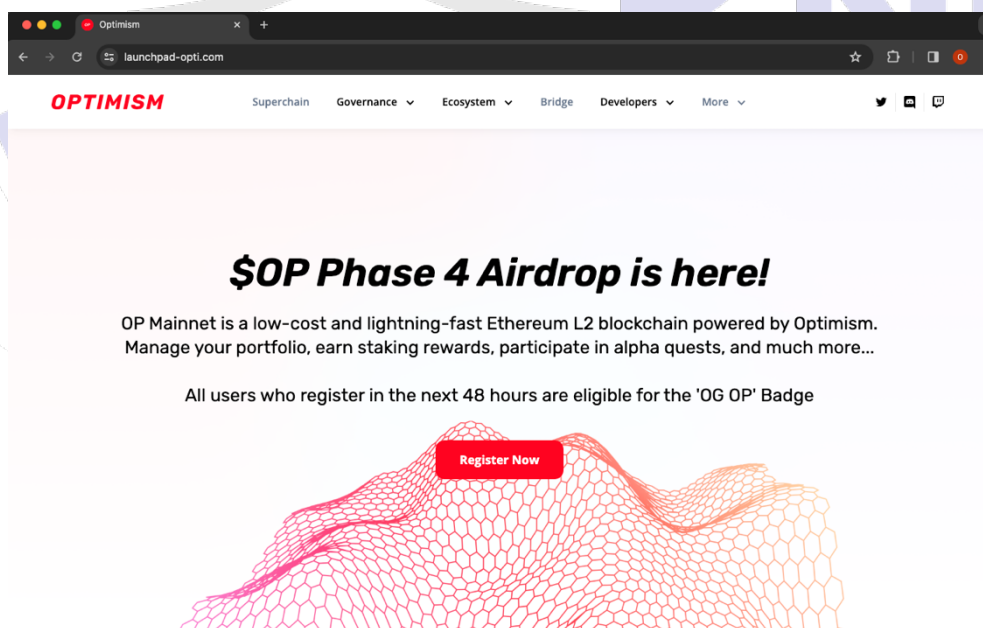 Optimism
launchpad-opti.com
OPTIMISM
Superchain Governance Ecosystem Bridge Developers More
$OP Phase 4 Airdrop is here!
OP Mainnet is a low-cost and lightning-fast Ethereum L2 blockchain powered by Optimism.
Manage your portfolio, earn staking rewards, participate in alpha quests, and much more...
All users who register in the next 48 hours are eligible for the 'OG OP' Badge
Register Now